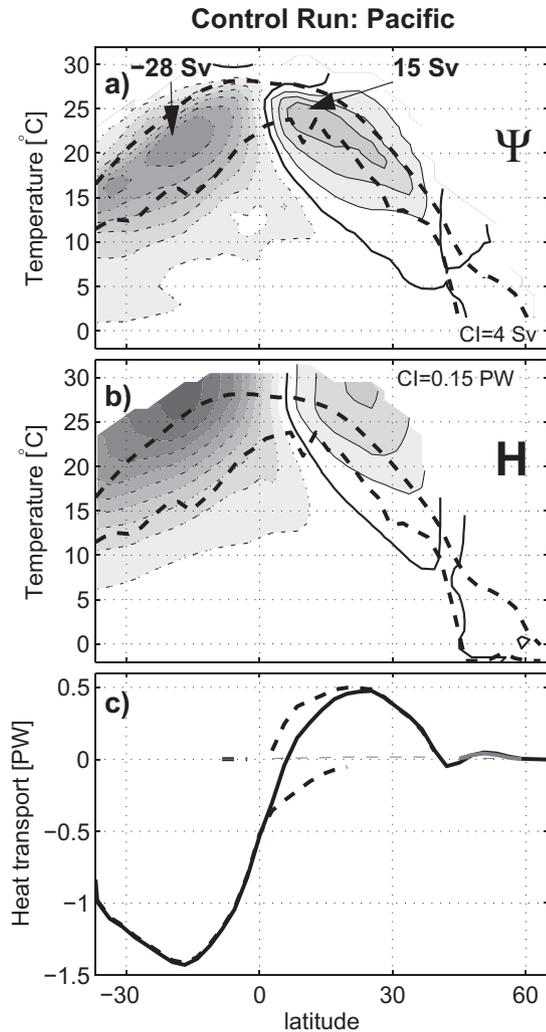 Control Run: Pacific
a)
−28 Sv
15 Sv
Ψ
Temperature [°C]
30
25
20
15
10
5
0
CI=4 Sv
b)
CI=0.15 PW
H
Temperature [°C]
30
25
20
15
10
5
0
c)
Heat transport [PW]
0.5
0
−0.5
−1
−1.5
−30
0
30
60
latitude